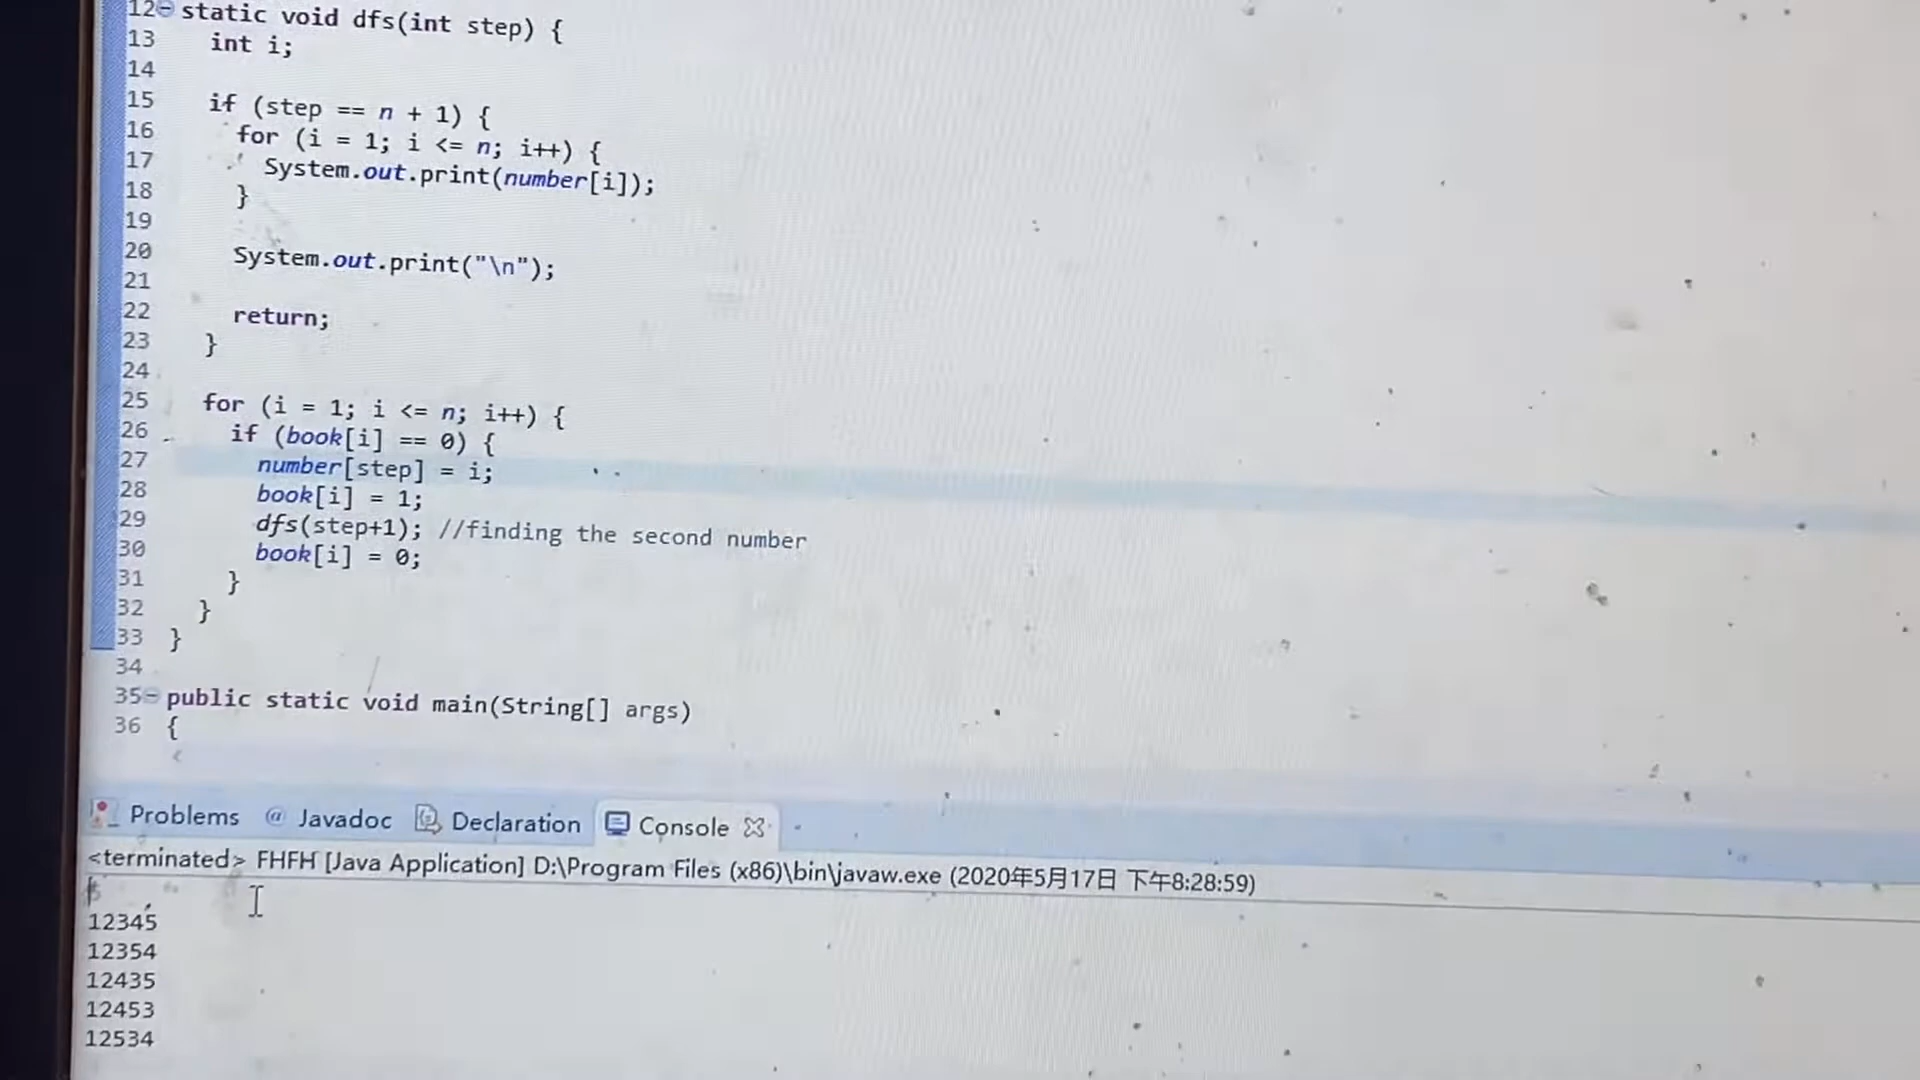 12 static void dfs(int step) {
13 int i;
14
15 if (step == n + 1) {
16 for (i = 1; i <= n; i++) {
17 System.out.print(number[i]);
18 }
19
20 System.out.print("\n");
21
22 return;
23 }
24
25 for (i = 1; i <= n; i++) {
26 if (book[i] == 0) {
27 number[step] = i;
28 book[i] = 1;
29 dfs(step+1); //finding the second number
30 book[i] = 0;
31 }
32 }
33 }
34
35 public static void main(String[] args)
36 {
Problems @ Javadoc Declaration Console
<terminated> FHFH [Java Application] D:\Program Files (x86)\bin\javaw.exe (2020年5月17日 下午8:28:59)
5
12345
12354
12435
12453
12534